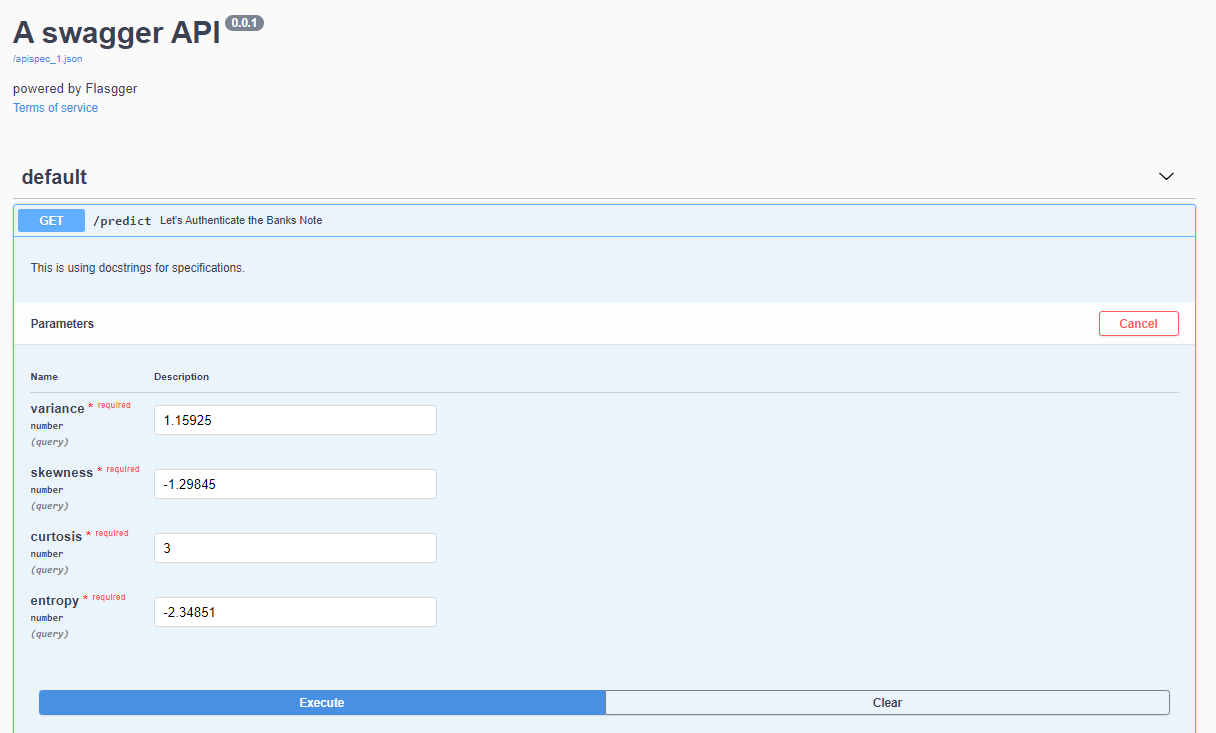 A swagger API 0.0.1
/apispec_1.json
powered by Flasgger
Terms of service
default
GET /predict Let's Authenticate the Banks Note
This is using docstrings for specifications.
Parameters Cancel
Name Description
variance * required
number
(query)
1.15925
skewness * required
number
(query)
-1.29845
curtosis * required
number
(query)
3
entropy * required
number
(query)
-2.34851
Execute Clear